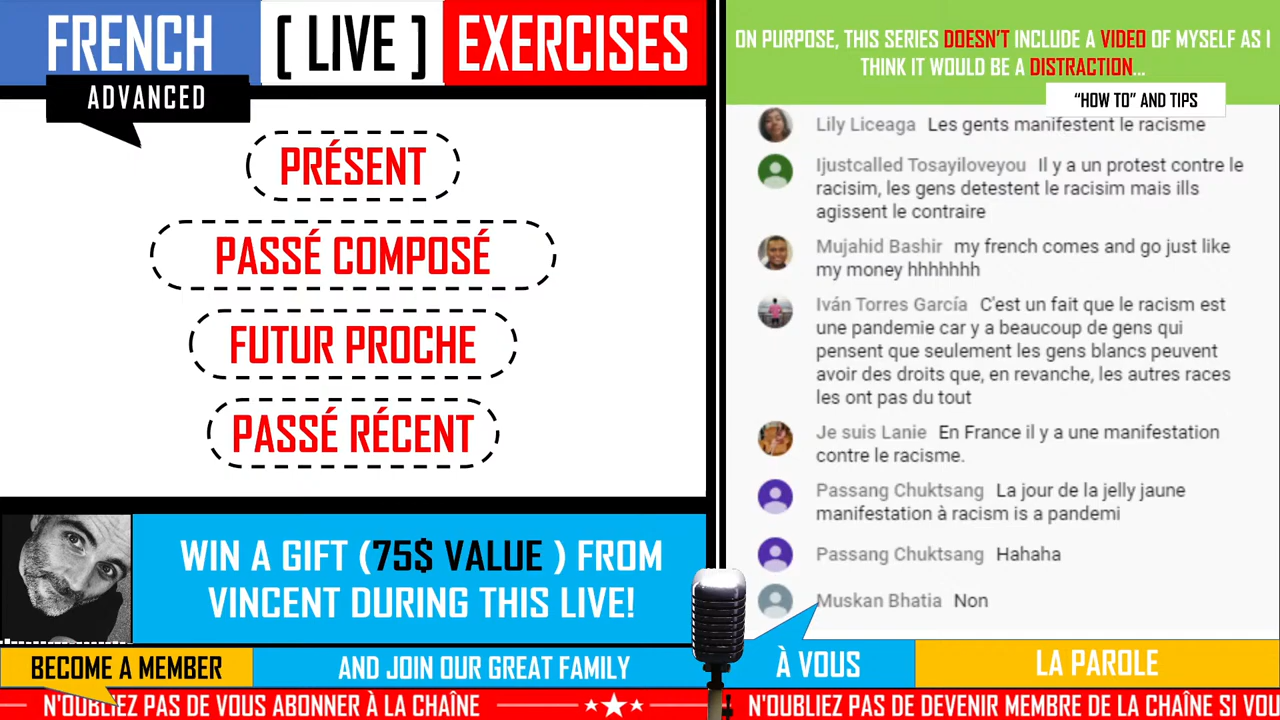 FRENCH [ LIVE ] EXERCISES
ADVANCED
PRÉSENT
PASSÉ COMPOSÉ
FUTUR PROCHE
PASSÉ RÉCENT
WIN A GIFT (75$ VALUE ) FROM
VINCENT DURING THIS LIVE!
BECOME A MEMBER
AND JOIN OUR GREAT FAMILY
ON PURPOSE, THIS SERIES DOESN'T INCLUDE A VIDEO OF MYSELF AS I
THINK IT WOULD BE A DISTRACTION...
“HOW TO” AND TIPS
Lily Liceaga Les gents manifestent le racisme
Ijustcalled Tosayiloveyou Il y a un protest contre le
racisim, les gens detestent le racisim mais ills
agissent le contraire
Mujahid Bashir my french comes and go just like
my money hhhhhhh
Iván Torres García C'est un fait que le racism est
une pandemie car y a beaucoup de gens qui
pensent que seulement les gens blancs peuvent
avoir des droits que, en revanche, les autres races
les ont pas du tout
Je suis Lanie En France il y a une manifestation
contre le racisme.
Passang Chuktsang La jour de la jelly jaune
manifestation à racism is a pandemi
Passang Chuktsang Hahaha
Muskan Bhatia Non
À VOUS
LA PAROLE
N'OUBLIEZ PAS DE VOUS ABONNER À LA CHAÎNE
N'OUBLIEZ PAS DE DEVENIR MEMBRE DE LA CHAÎNE SI VOU